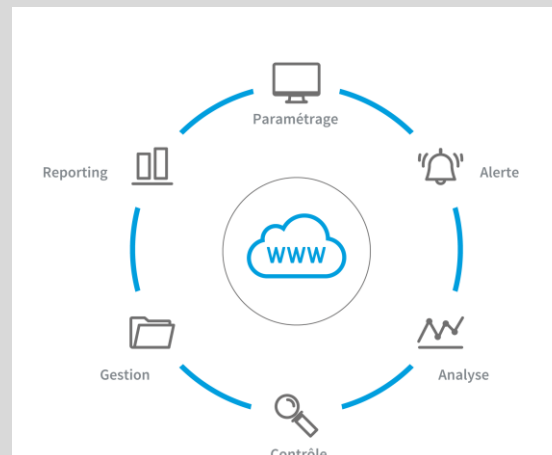 Paramétrage
Reporting
Alerte
WWW
Gestion
Analyse
Contrôle